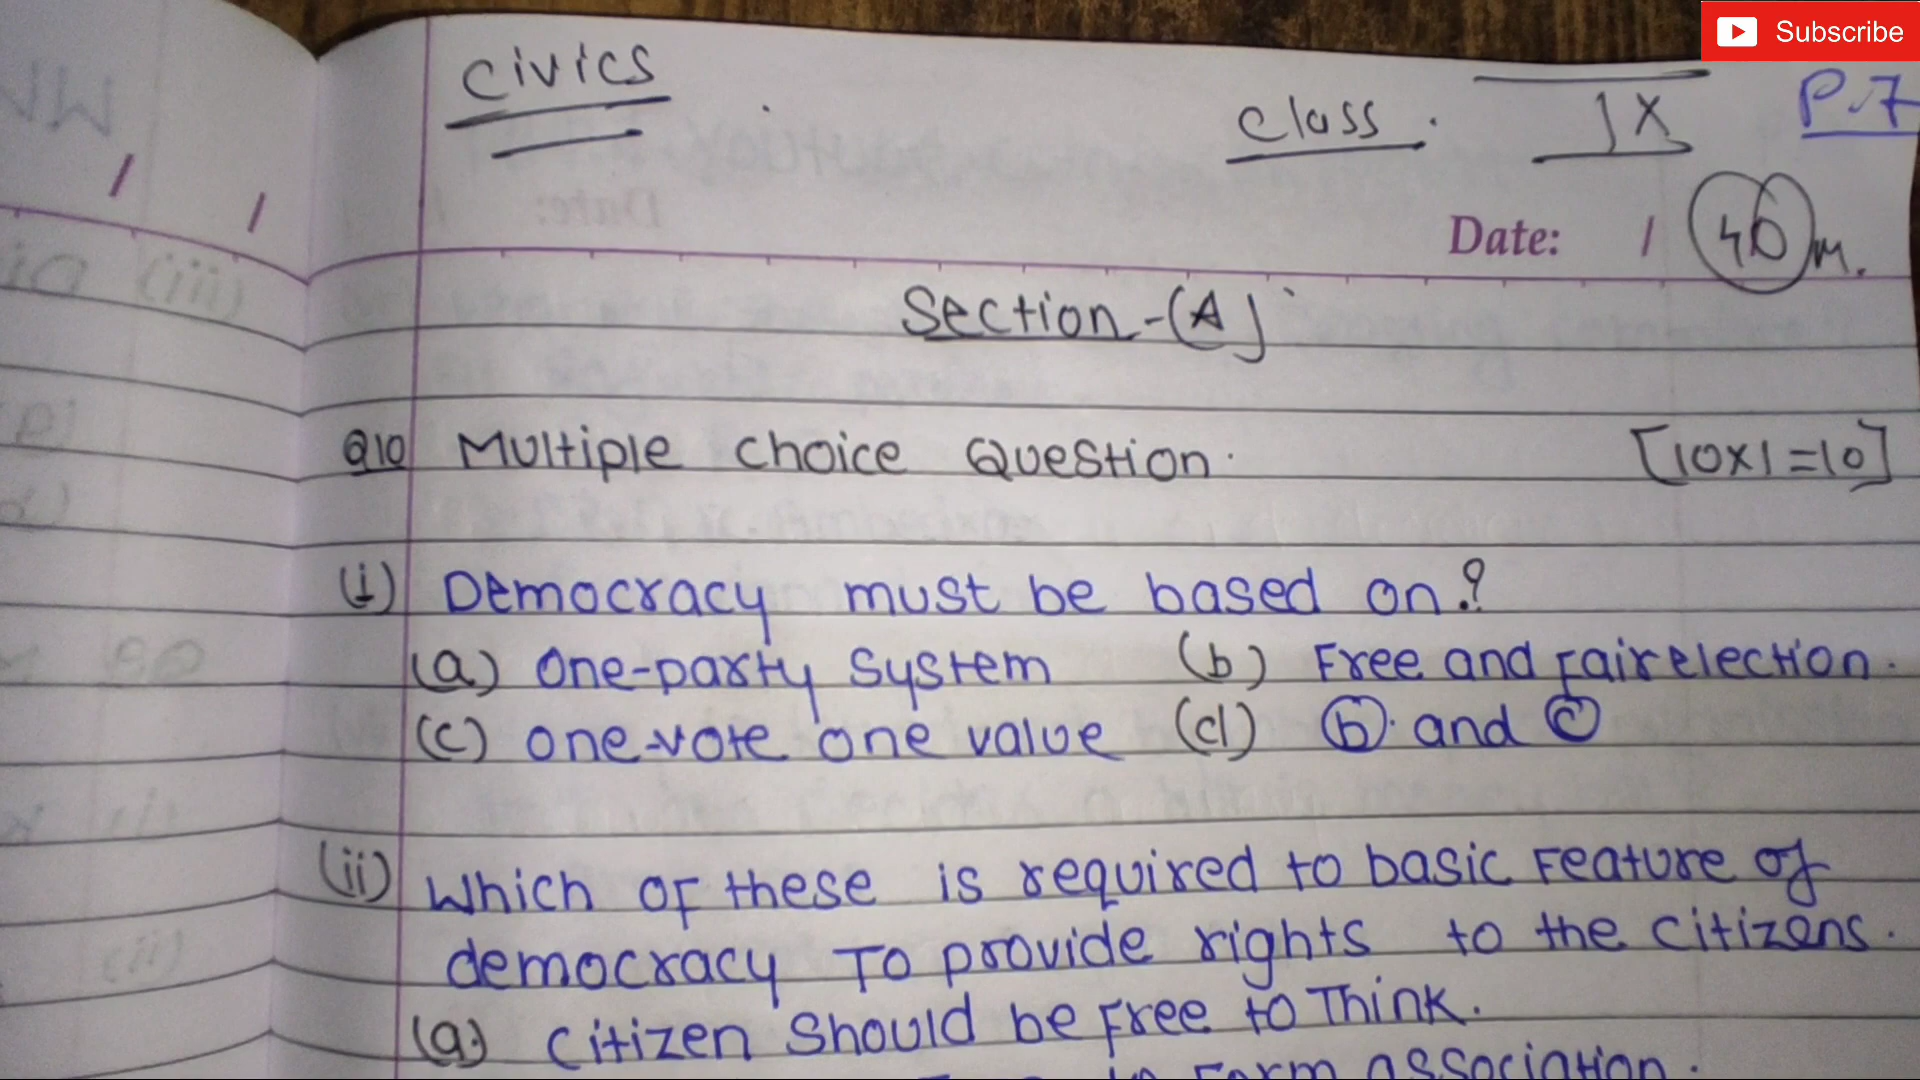 Subscribe
Civics
Class. IX P.7
Date: / 40 M.
Section-(A)
Q10 Multiple choice Question. [10x1=10]
(i) Democracy must be based on?
(a) One-party system (b) Free and fair election.
(c) one-vote one value (d) (b) and (c)
(ii) Which of these is required to basic Feature of
democracy To provide rights to the citizens.
(a) Citizen Should be Free to Think.
Form association.